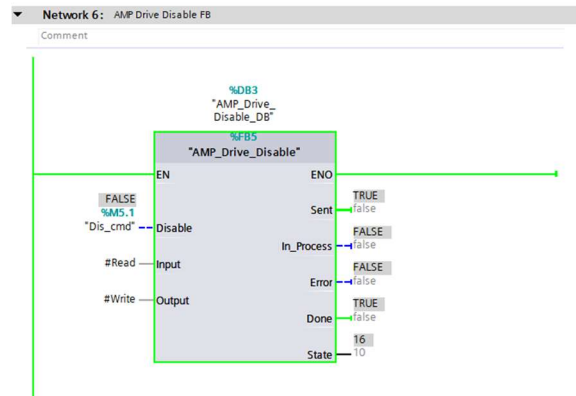 Network 6: AMP Drive Disable FB
Comment
%DB3
"AMP_Drive_
Disable_DB"
%FB5
"AMP_Drive_Disable"
EN ENO
FALSE
%M5.1
"Dis_cmd" Disable
#Read Input
#Write Output
TRUE
Sent false
FALSE
In_Process false
FALSE
Error false
TRUE
Done false
16
State 10